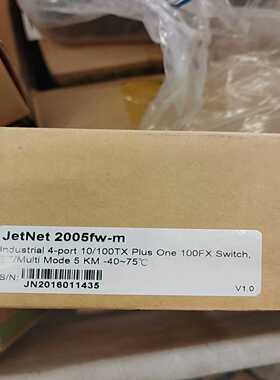 JetNet 2005fw-m
Industrial 4-port 10/100TX Plus One 100FX Switch,
/Multi Mode 5 KM -40~75℃
S/N:
JN2016011435
V1.0